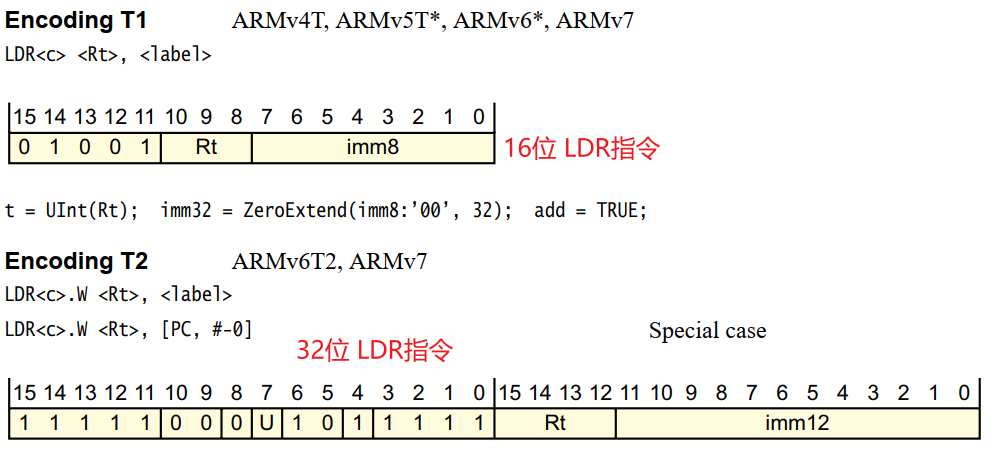 Encoding T1 ARMv4T, ARMv5T*, ARMv6*, ARMv7
LDR<c> <Rt>, <label>
15 14 13 12 11 10 9 8 7 6 5 4 3 2 1 0
0 1 0 0 1 Rt imm8
16位 LDR指令
t = UInt(Rt); imm32 = ZeroExtend(imm8:’00’, 32); add = TRUE;
Encoding T2 ARMv6T2, ARMv7
LDR<c>.W <Rt>, <label>
LDR<c>.W <Rt>, [PC, #-0] Special case
32位 LDR指令
15 14 13 12 11 10 9 8 7 6 5 4 3 2 1 0 15 14 13 12 11 10 9 8 7 6 5 4 3 2 1 0
1 1 1 1 1 0 0 0 U 1 0 1 1 1 1 1 Rt imm12